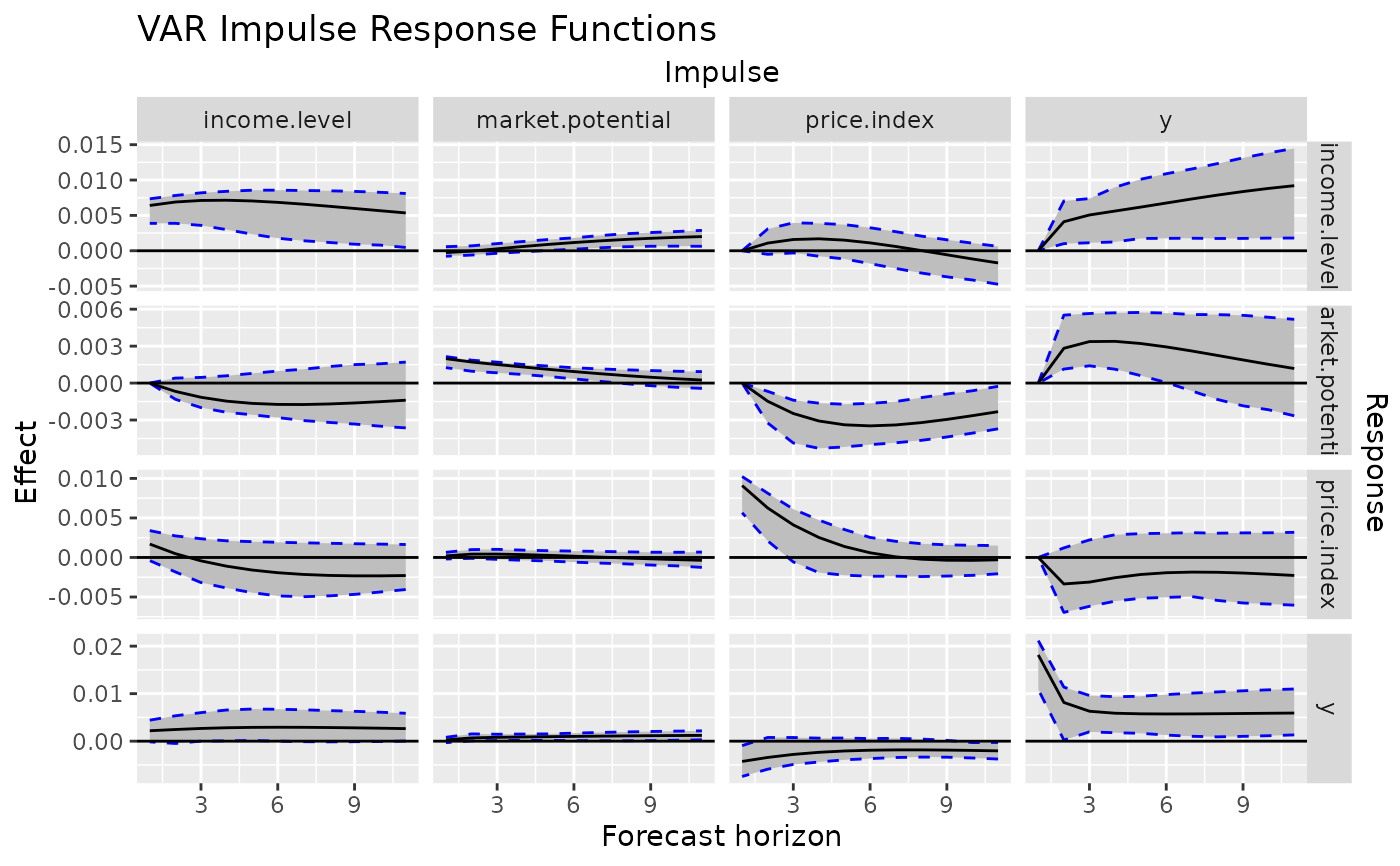 VAR Impulse Response Functions
Impulse
income.level market.potential price.index y
0.015
0.010
0.005
0.000
-0.005
income.level
0.006
0.003
0.000
-0.003
arket.potenti
0.010
0.005
0.000
-0.005
price.index
0.02
0.01
0.00
y
Effect
Response
3 6 9 3 6 9 3 6 9 3 6 9
Forecast horizon